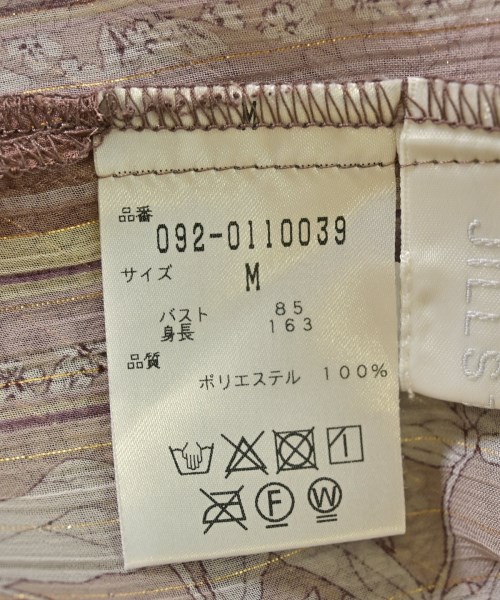 M
品番
092-0110039
サイズ
M
バスト 85
身長 163
品質
ポリエステル 100%
F W
JILLS